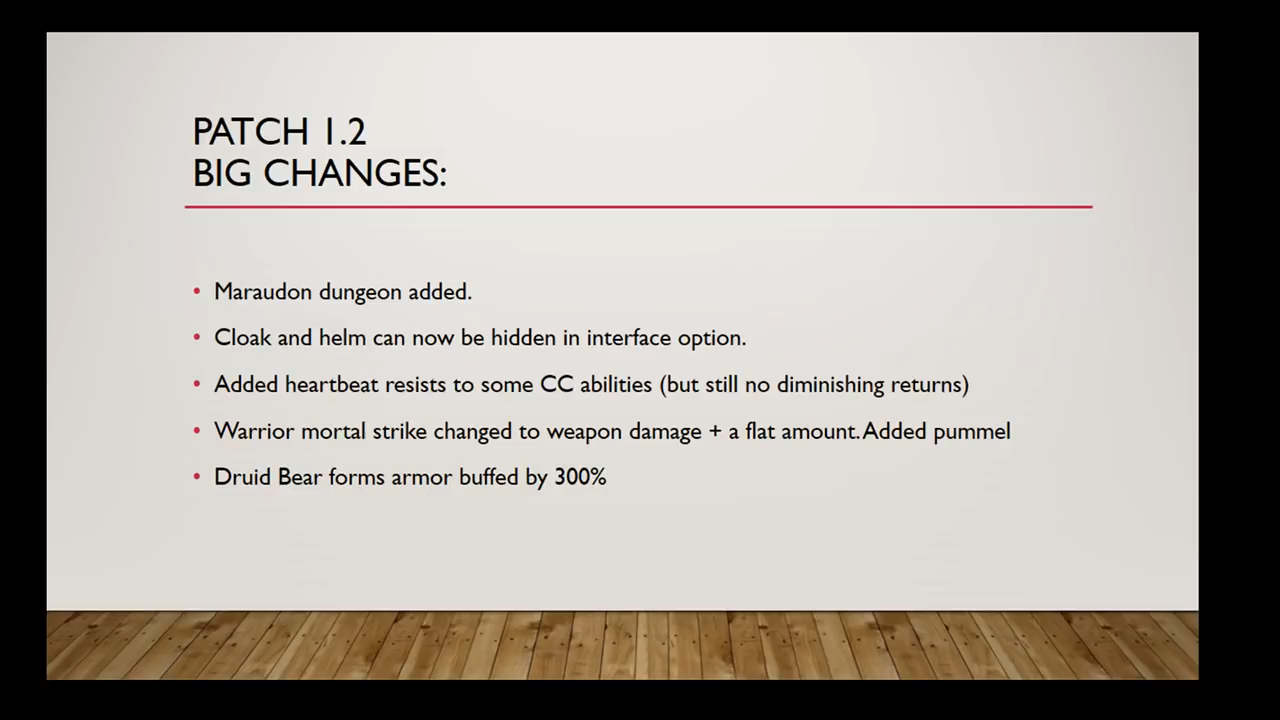 PATCH 1.2
BIG CHANGES:
• Maraudon dungeon added.
• Cloak and helm can now be hidden in interface option.
• Added heartbeat resists to some CC abilities (but still no diminishing returns)
• Warrior mortal strike changed to weapon damage + a flat amount. Added pummel
• Druid Bear forms armor buffed by 300%